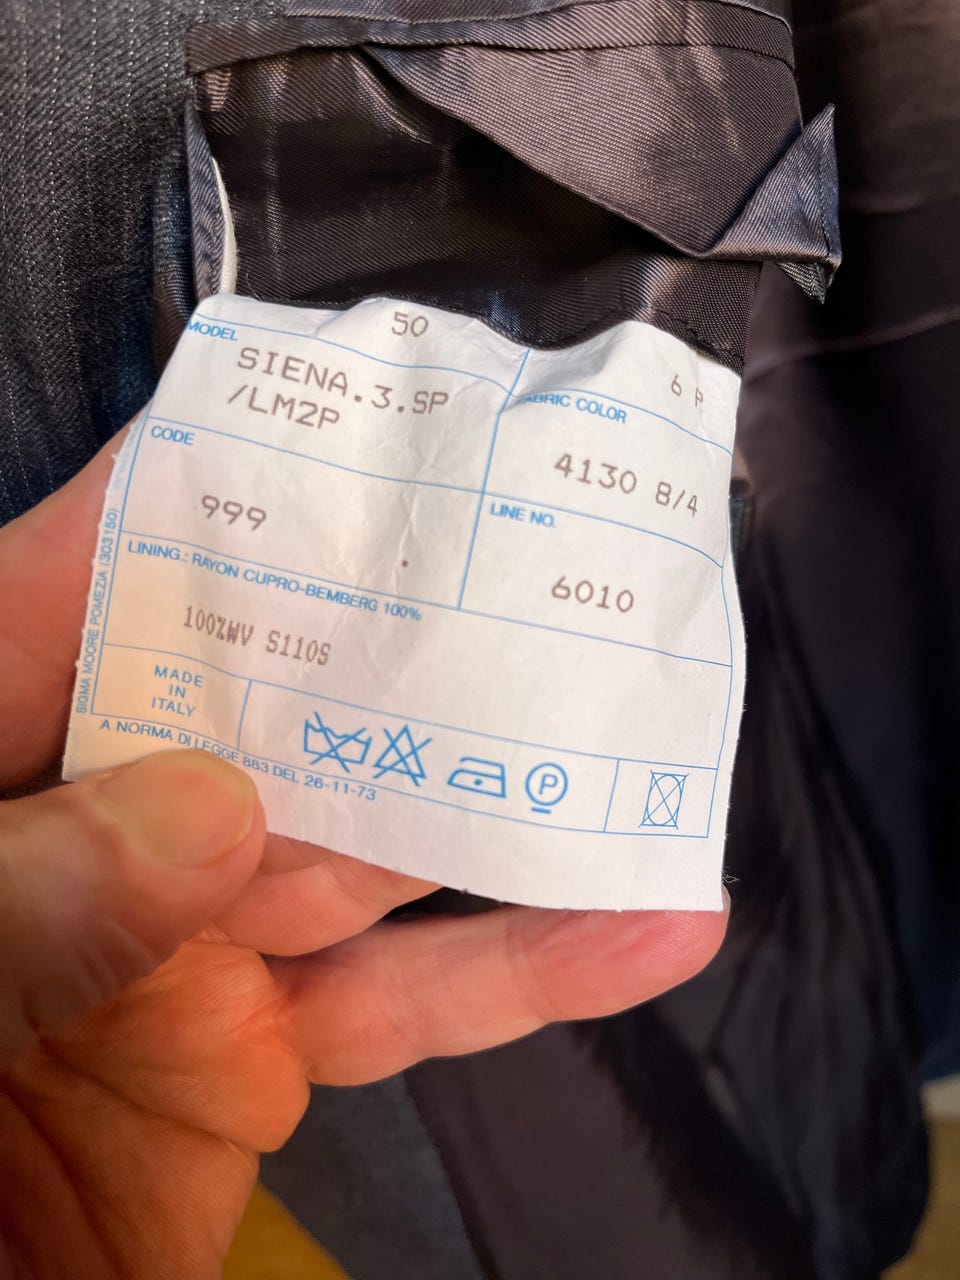 50
6 R
MODEL
SIENA.3.SP
/LM2P
FABRIC COLOR
4130 8/4
CODE
999
LINE NO.
6010
LINING.: RAYON CUPRO-BEMBERG 100%
100%WV S110S
MADE
IN
ITALY
P
A NORMA DI LEGGE 883 DEL 26-11-73
SIGMA MOORE POMEZIA (303150)